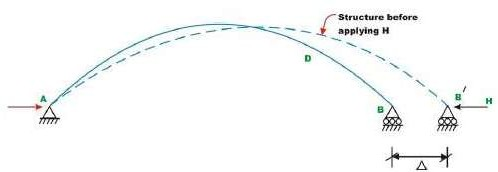 Structure before
applying H
A
D
B
B'
H
Δ